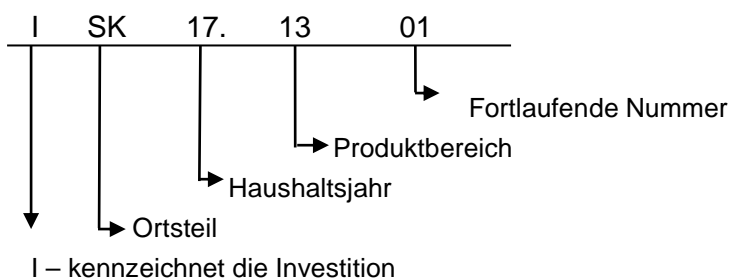 I SK 17. 13 01
Fortlaufende Nummer
Produktbereich
Haushaltsjahr
Ortsteil
I – kennzeichnet die Investition